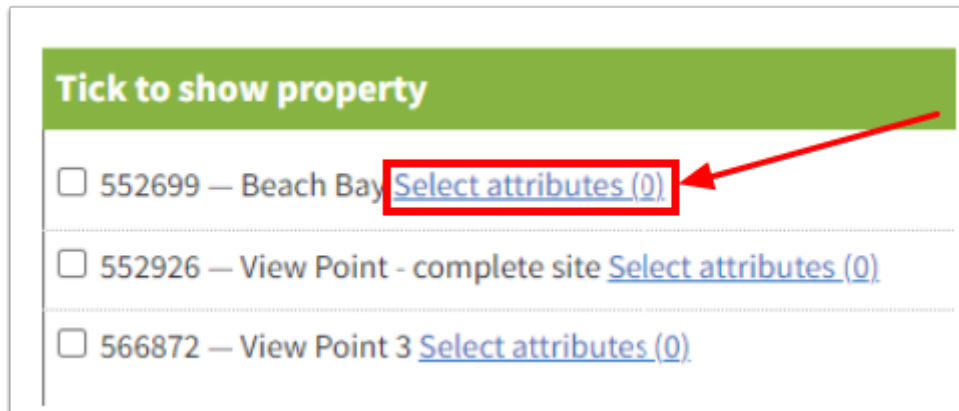 Tick to show property
552699 — Beach Bay Select attributes (0)
552926 — View Point - complete site Select attributes (0)
566872 — View Point 3 Select attributes (0)